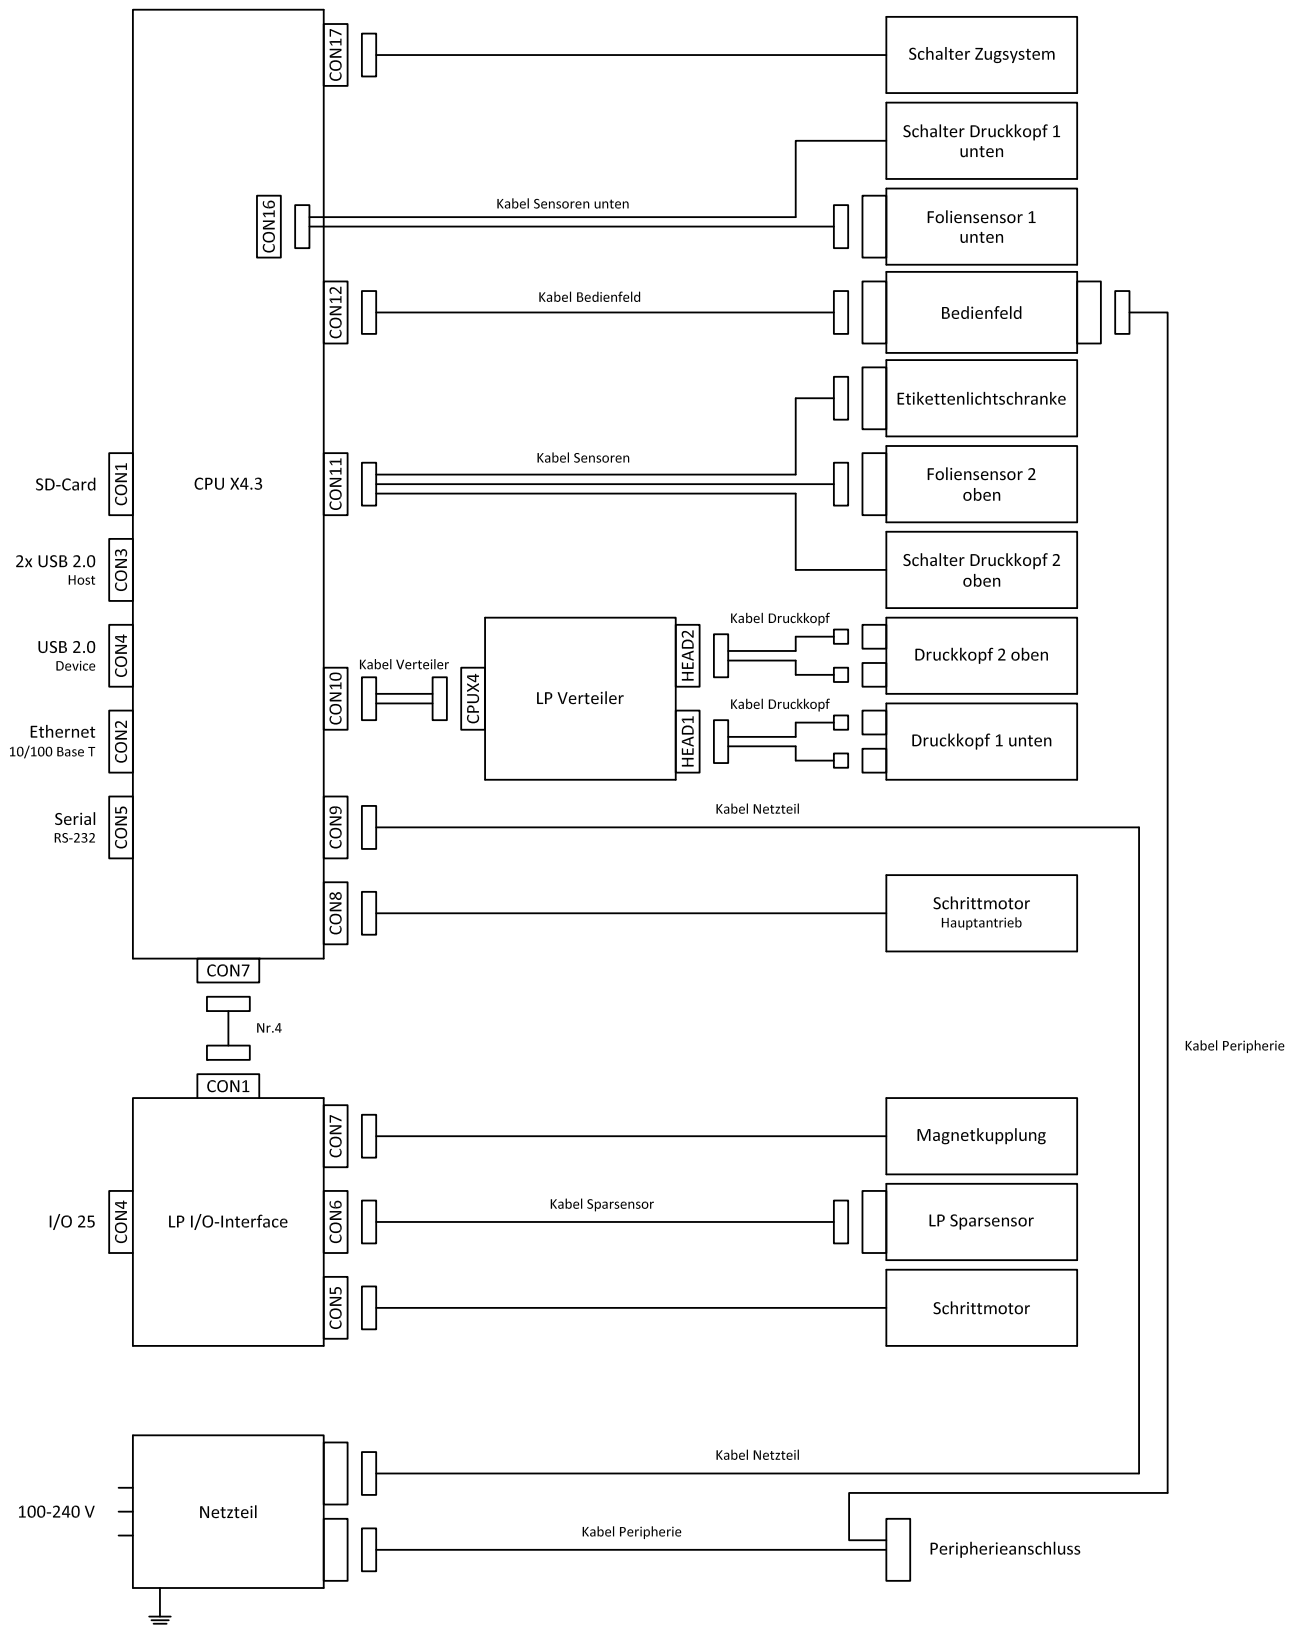 CON17
Schalter Zugsystem
Schalter Druckkopf 1
unten
CON16
Kabel Sensoren unten
Foliensensor 1
unten
CON12
Kabel Bedienfeld
Bedienfeld
Etikettenlichtschranke
SD-Card
CON1
CPU X4.3
CON11
Kabel Sensoren
Foliensensor 2
oben
2x USB 2.0
Host
CON3
Schalter Druckkopf 2
oben
USB 2.0
Device
CON4
CON10
Kabel Verteiler
CPUX4
LP Verteiler
HEAD2
Kabel Druckkopf
Druckkopf 2 oben
Ethernet
10/100 Base T
CON2
HEAD1
Kabel Druckkopf
Druckkopf 1 unten
Serial
RS-232
CON5
CON9
Kabel Netzteil
CON8
Schrittmotor
Hauptantrieb
CON7
Nr.4
Kabel Peripherie
CON1
CON7
Magnetkupplung
I/O 25
CON4
LP I/O-Interface
CON6
Kabel Sparsensor
LP Sparsensor
CON5
Schrittmotor
Kabel Netzteil
100-240 V
Netzteil
Kabel Peripherie
Peripherieanschluss